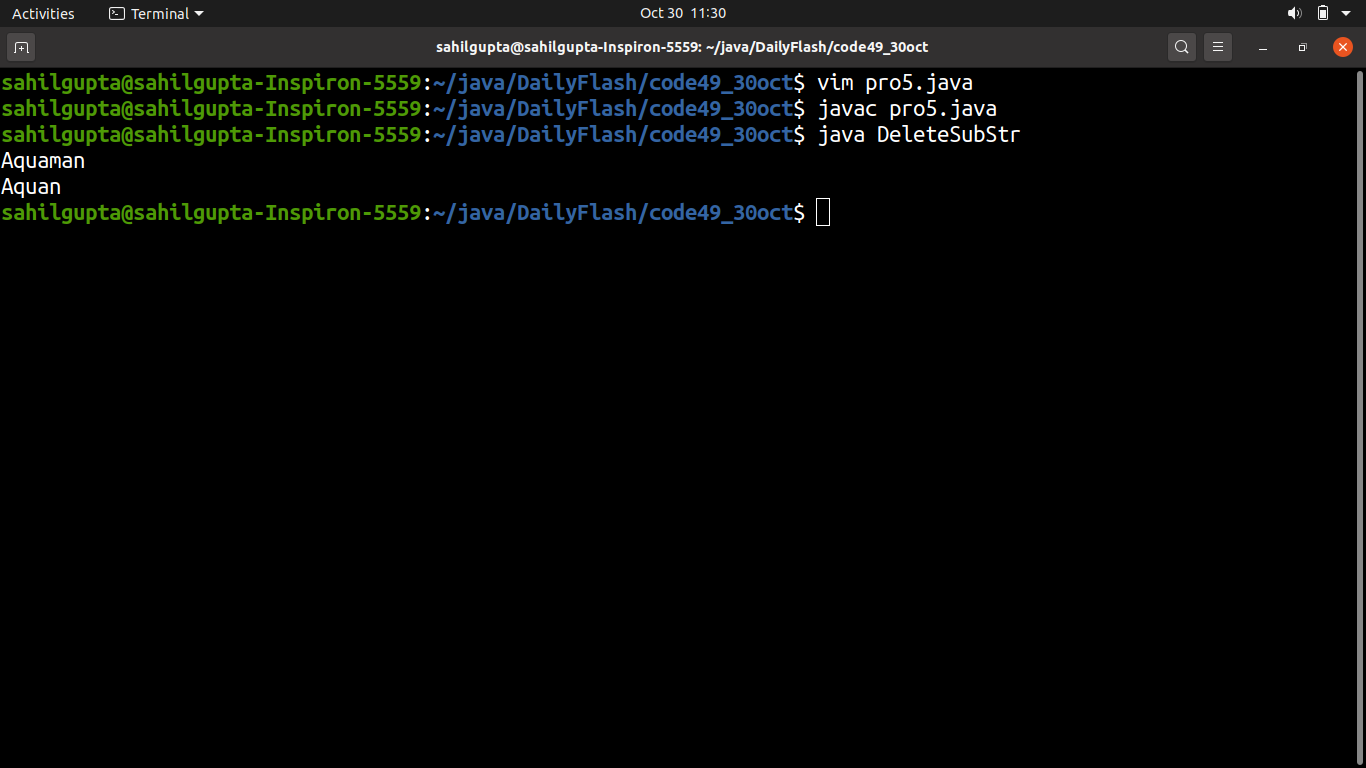 Activities Terminal Oct 30 11:30
sahilgupta@sahilgupta-Inspiron-5559: ~/java/DailyFlash/code49_30oct
sahilgupta@sahilgupta-Inspiron-5559:~/java/DailyFlash/code49_30oct$ vim pro5.java
sahilgupta@sahilgupta-Inspiron-5559:~/java/DailyFlash/code49_30oct$ javac pro5.java
sahilgupta@sahilgupta-Inspiron-5559:~/java/DailyFlash/code49_30oct$ java DeleteSubStr
Aquaman
Aquan
sahilgupta@sahilgupta-Inspiron-5559:~/java/DailyFlash/code49_30oct$